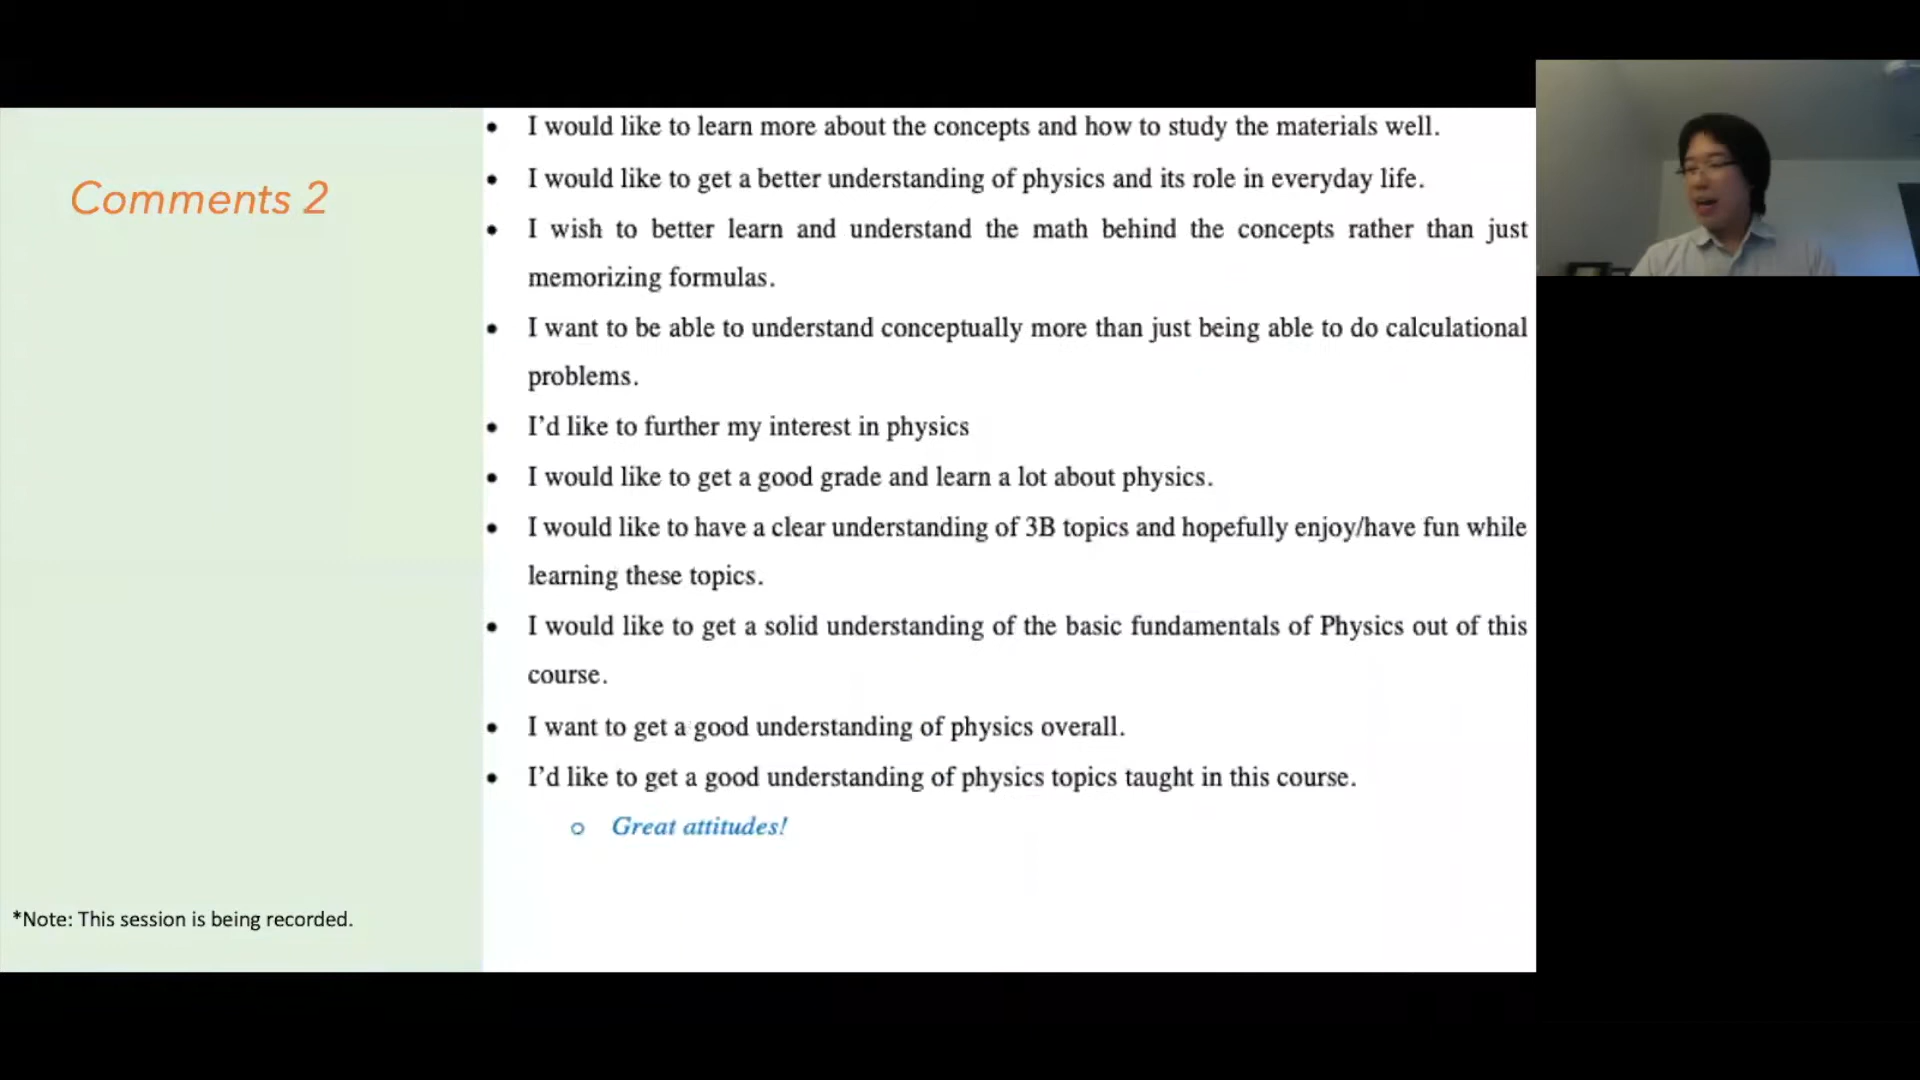 Comments 2
• I would like to learn more about the concepts and how to study the materials well.
• I would like to get a better understanding of physics and its role in everyday life.
• I wish to better learn and understand the math behind the concepts rather than just
memorizing formulas.
• I want to be able to understand conceptually more than just being able to do calculational
problems.
• I’d like to further my interest in physics
• I would like to get a good grade and learn a lot about physics.
• I would like to have a clear understanding of 3B topics and hopefully enjoy/have fun while
learning these topics.
• I would like to get a solid understanding of the basic fundamentals of Physics out of this
course.
• I want to get a good understanding of physics overall.
• I’d like to get a good understanding of physics topics taught in this course.
o Great attitudes!
*Note: This session is being recorded.